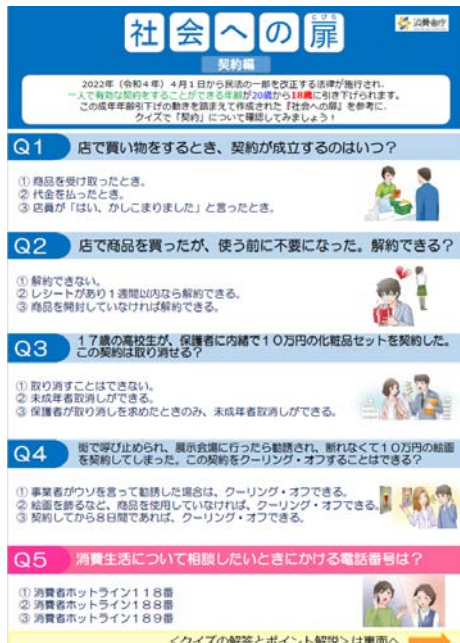 社会への扉
とびら
消費者庁
契約編
2022年（令和4年）4月1日から民法の一部を改正する法律が施行され、
一人で有効な契約をすることができる年齢が20歳から18歳に引き下げられます。
この成年年齢引下げの動きを踏まえて作成された『社会への扉』を参考に、
クイズで「契約」について確認してみましょう！
Q1 店で買い物をするとき、契約が成立するのはいつ？
① 商品を受け取ったとき。
② 代金を払ったとき。
③ 店員が「はい、かしこまりました」と言ったとき。
Q2 店で商品を買ったが、使う前に不要になった。解約できる？
① 解約できない。
② レシートがあり1週間以内なら解約できる。
③ 商品を開封していなければ解約できる。
Q3 17歳の高校生が、保護者に内緒で10万円の化粧品セットを契約した。
この契約は取り消せる？
① 取り消すことはできない。
② 未成年者取消しができる。
③ 保護者が取り消しを求めたときのみ、未成年者取消しができる。
Q4 街で呼び止められ、展示会場に行ったら勧誘され、断れなくて10万円の絵画
を契約してしまった。この契約をクーリング・オフすることはできる？
① 事業者がウソを言って勧誘した場合は、クーリング・オフできる。
② 絵画を飾るなど、商品を使用していなければ、クーリング・オフできる。
③ 契約してから8日間であれば、クーリング・オフできる。
Q5 消費生活について相談したいときにかける電話番号は？
① 消費者ホットライン118番
② 消費者ホットライン188番
③ 消費者ホットライン189番
<クイズの解答とポイント解説>は裏面へ